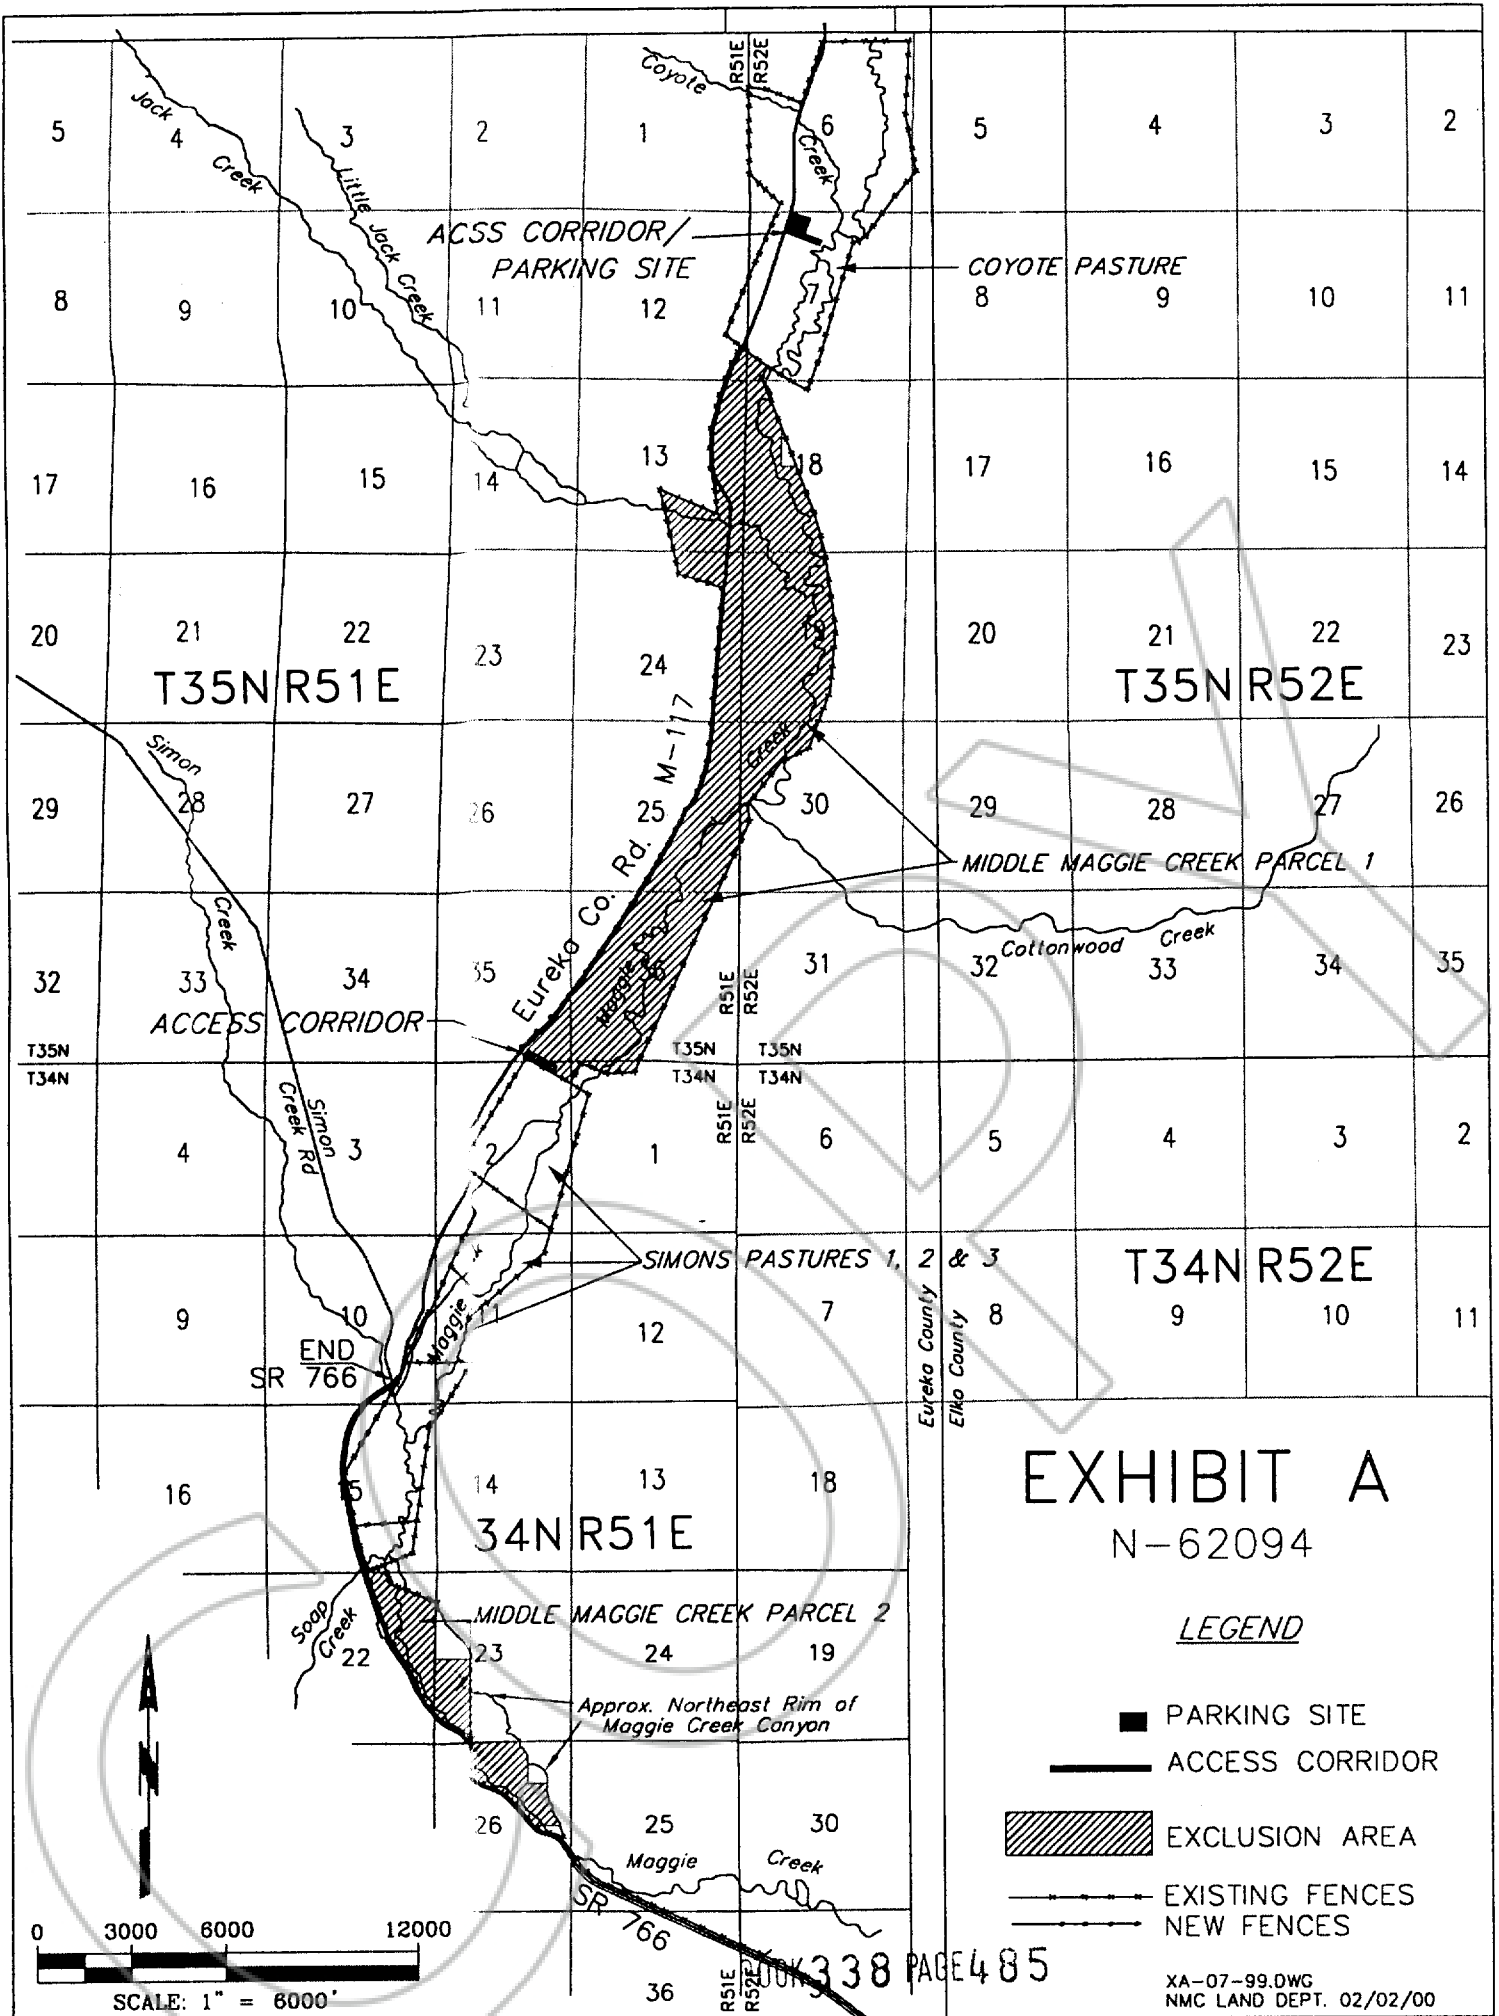 R51E
R52E
Coyote
Creek
5
Jack
4
Creek
3
Little Jack Creek
2
1
6
5
4
3
2
ACSS CORRIDOR/
PARKING SITE
COYOTE PASTURE
8
9
10
11
12
7
8
9
10
11
17
16
15
14
13
18
17
16
15
14
20
21
22
23
24
19
20
21
22
23
T35N R51E
T35N R52E
M-117
Simon
Creek
29
28
27
26
25
30
29
28
27
26
Creek
Eureka Co. Rd.
MIDDLE MAGGIE CREEK PARCEL 1
Cottonwood Creek
32
33
34
35
Maggie
36
31
32
33
34
35
R51E
R52E
ACCESS CORRIDOR
T35N
T34N
T35N
T34N
T35N
T34N
R51E
R52E
Simon
Creek Rd
4
3
2
1
6
5
4
3
2
SIMONS PASTURES 1, 2 & 3
T34N R52E
9
10
11
Maggie
12
7
8
9
10
11
Eureka County
Elko County
END
SR 766
16
15
14
13
18
34N R51E
EXHIBIT A
N-62094
MIDDLE MAGGIE CREEK PARCEL 2
Soap
Creek
22
23
24
19
Approx. Northeast Rim of
Maggie Creek Canyon
26
25
30
Maggie Creek
SR 766
36
R51E
R52E
LEGEND
PARKING SITE
ACCESS CORRIDOR
EXCLUSION AREA
EXISTING FENCES
NEW FENCES
N
0 3000 6000 12000
SCALE: 1" = 6000'
BOOK 338 PAGE 485
XA-07-99.DWG
NMC LAND DEPT. 02/02/00
COPY